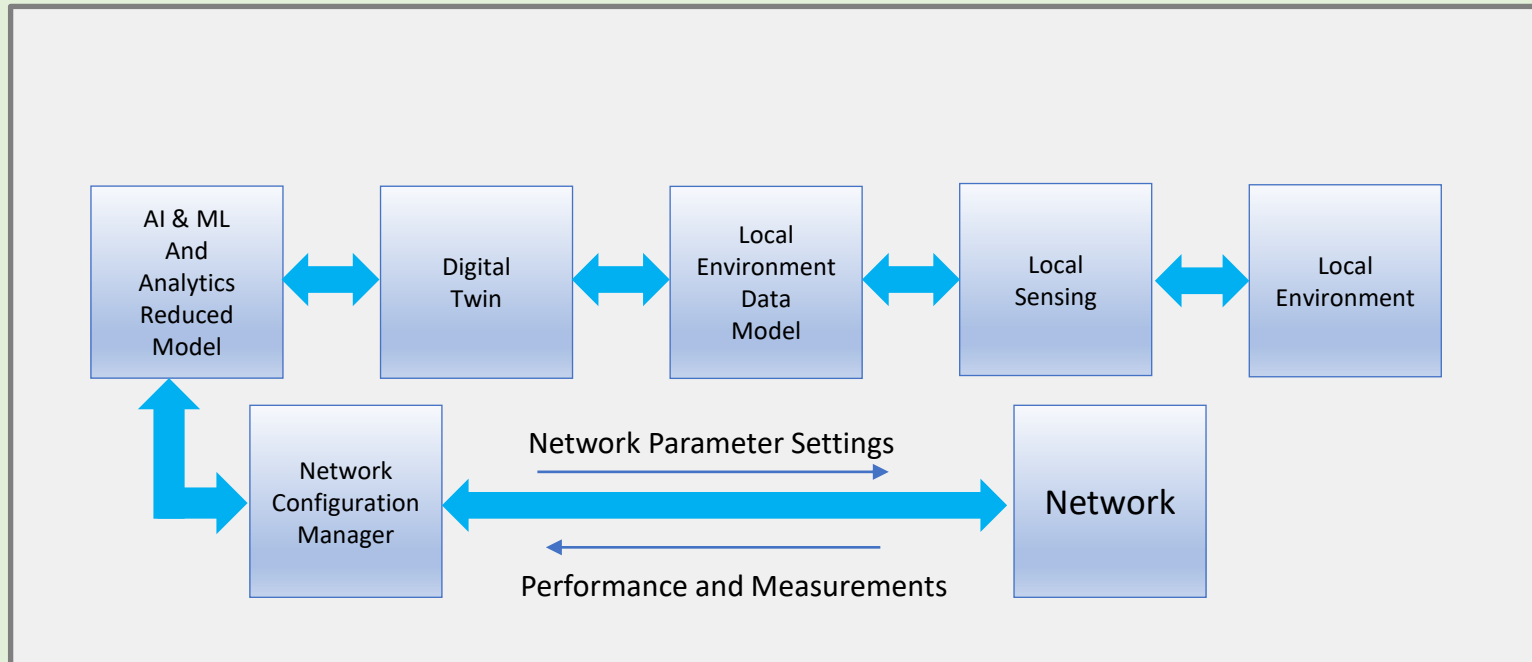 AI & ML
And
Analytics
Reduced
Model
Digital
Twin
Local
Environment
Data
Model
Local
Sensing
Local
Environment
Network
Configuration
Manager
Network Parameter Settings
Performance and Measurements
Network